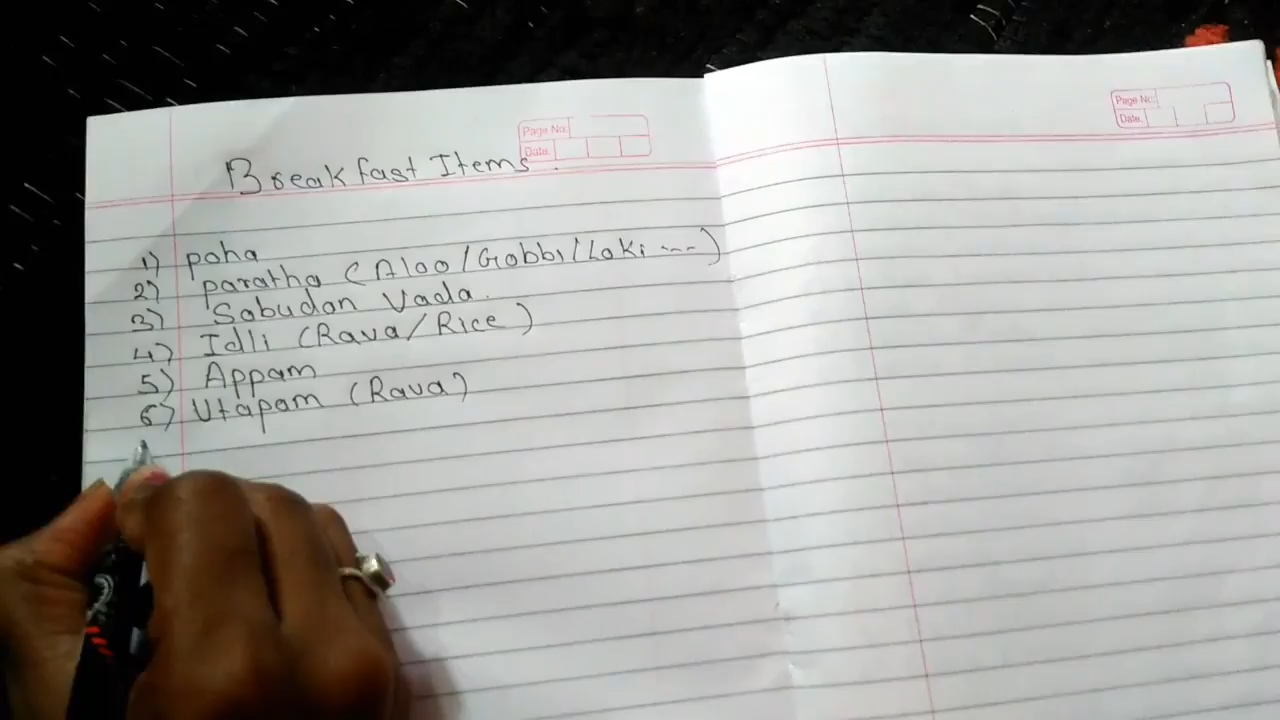 Page No:
Date:
Page No:
Date:
Breakfast Items.
1) poha
2) paratha (Aloo/Gobbi/Loki ---)
3) Sabudan Vada.
4) Idli (Rava/Rice)
5) Appam
6) Utapam (Rava)